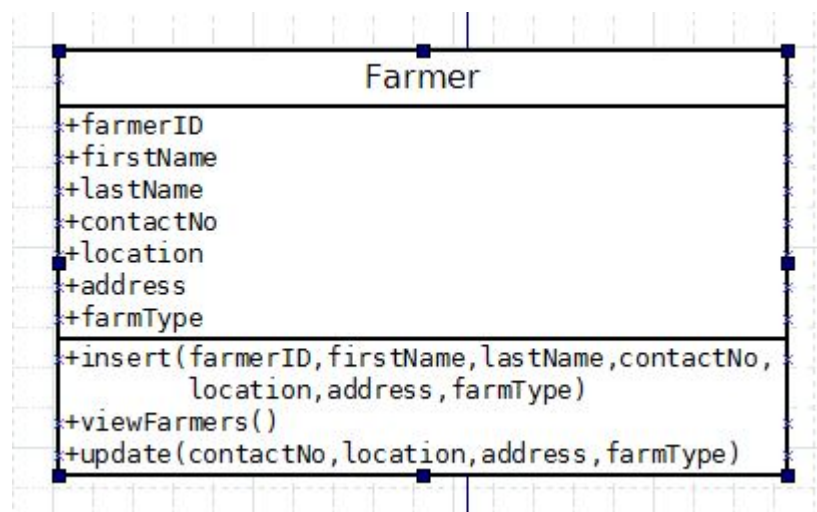 Farmer
+farmerID
+firstName
+lastName
+contactNo
+location
+address
+farmType
+insert(farmerID,firstName,lastName,contactNo,
location,address,farmType)
+viewFarmers()
+update(contactNo,location,address,farmType)